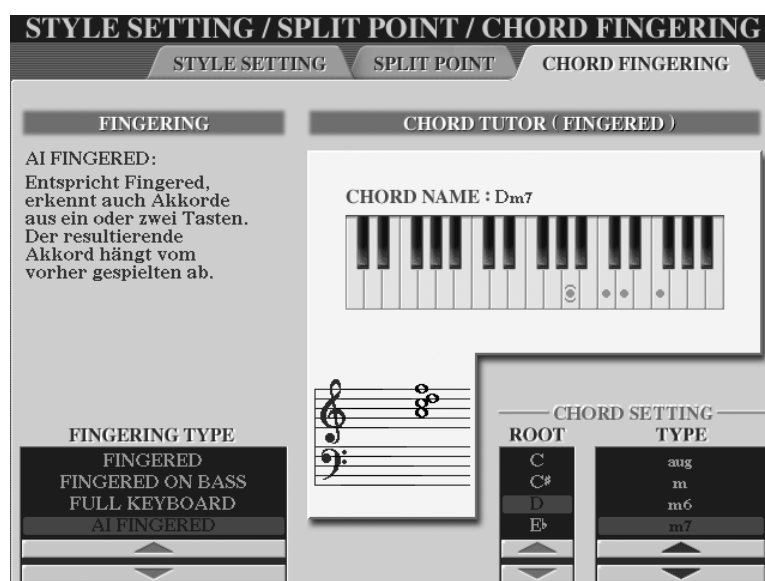 STYLE SETTING / SPLIT POINT / CHORD FINGERING
STYLE SETTING
SPLIT POINT
CHORD FINGERING
FINGERING
AI FINGERED:
Entspricht Fingered,
erkennt auch Akkorde
aus ein oder zwei Tasten.
Der resultierende
Akkord hängt vom
vorher gespielten ab.
CHORD TUTOR ( FINGERED )
CHORD NAME : Dm7
FINGERING TYPE
FINGERED
FINGERED ON BASS
FULL KEYBOARD
AI FINGERED
CHORD SETTING
ROOT
C
C#
D
E♭
TYPE
aug
m
m6
m7